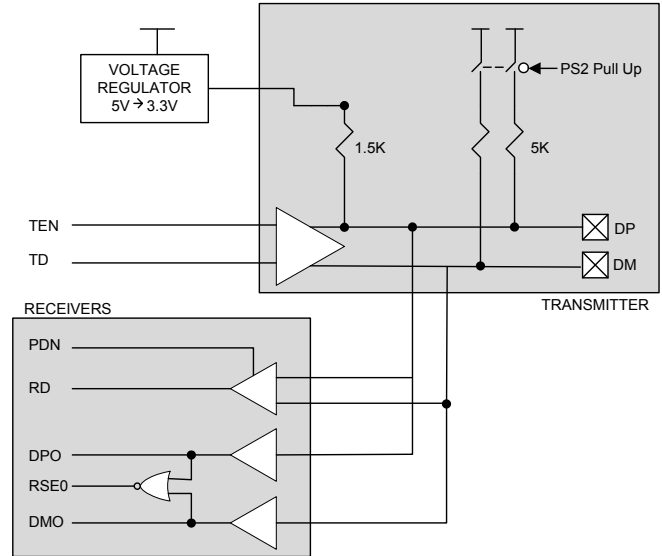 VOLTAGE
REGULATOR
5V → 3.3V
PS2 Pull Up
1.5K
5K
TEN
DP
TD
DM
RECEIVERS
TRANSMITTER
PDN
RD
DPO
RSE0
DMO